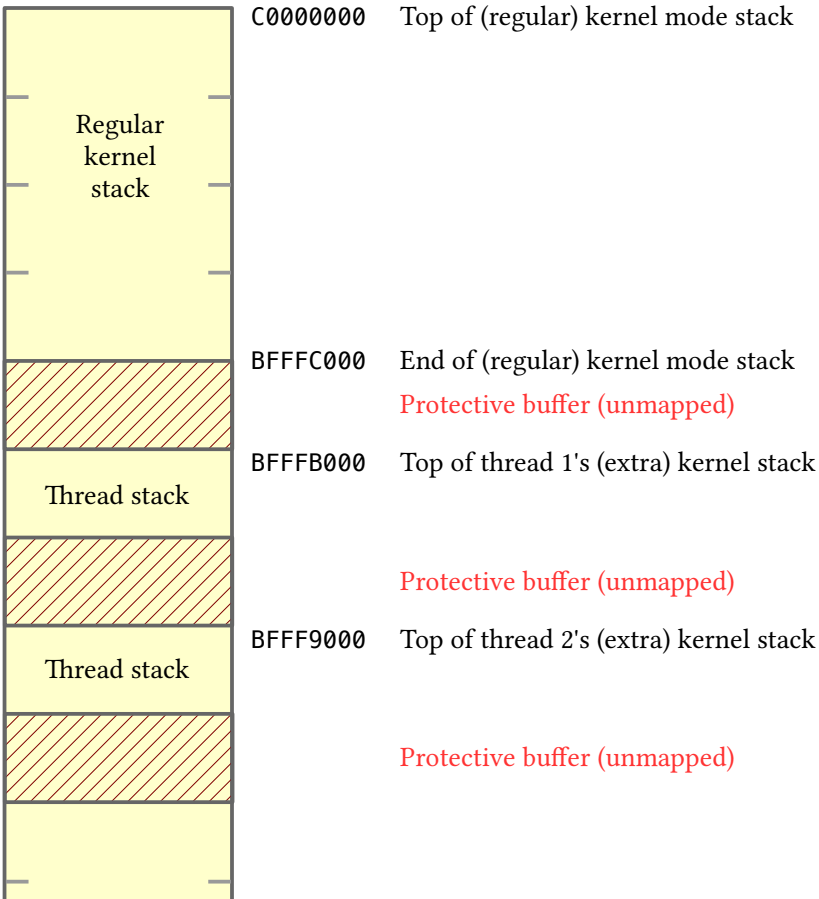 C0000000 Top of (regular) kernel mode stack
Regular
kernel
stack
BFFFC000 End of (regular) kernel mode stack
Protective buffer (unmapped)
BFFFB000 Top of thread 1's (extra) kernel stack
Thread stack
Protective buffer (unmapped)
BFFF9000 Top of thread 2's (extra) kernel stack
Thread stack
Protective buffer (unmapped)